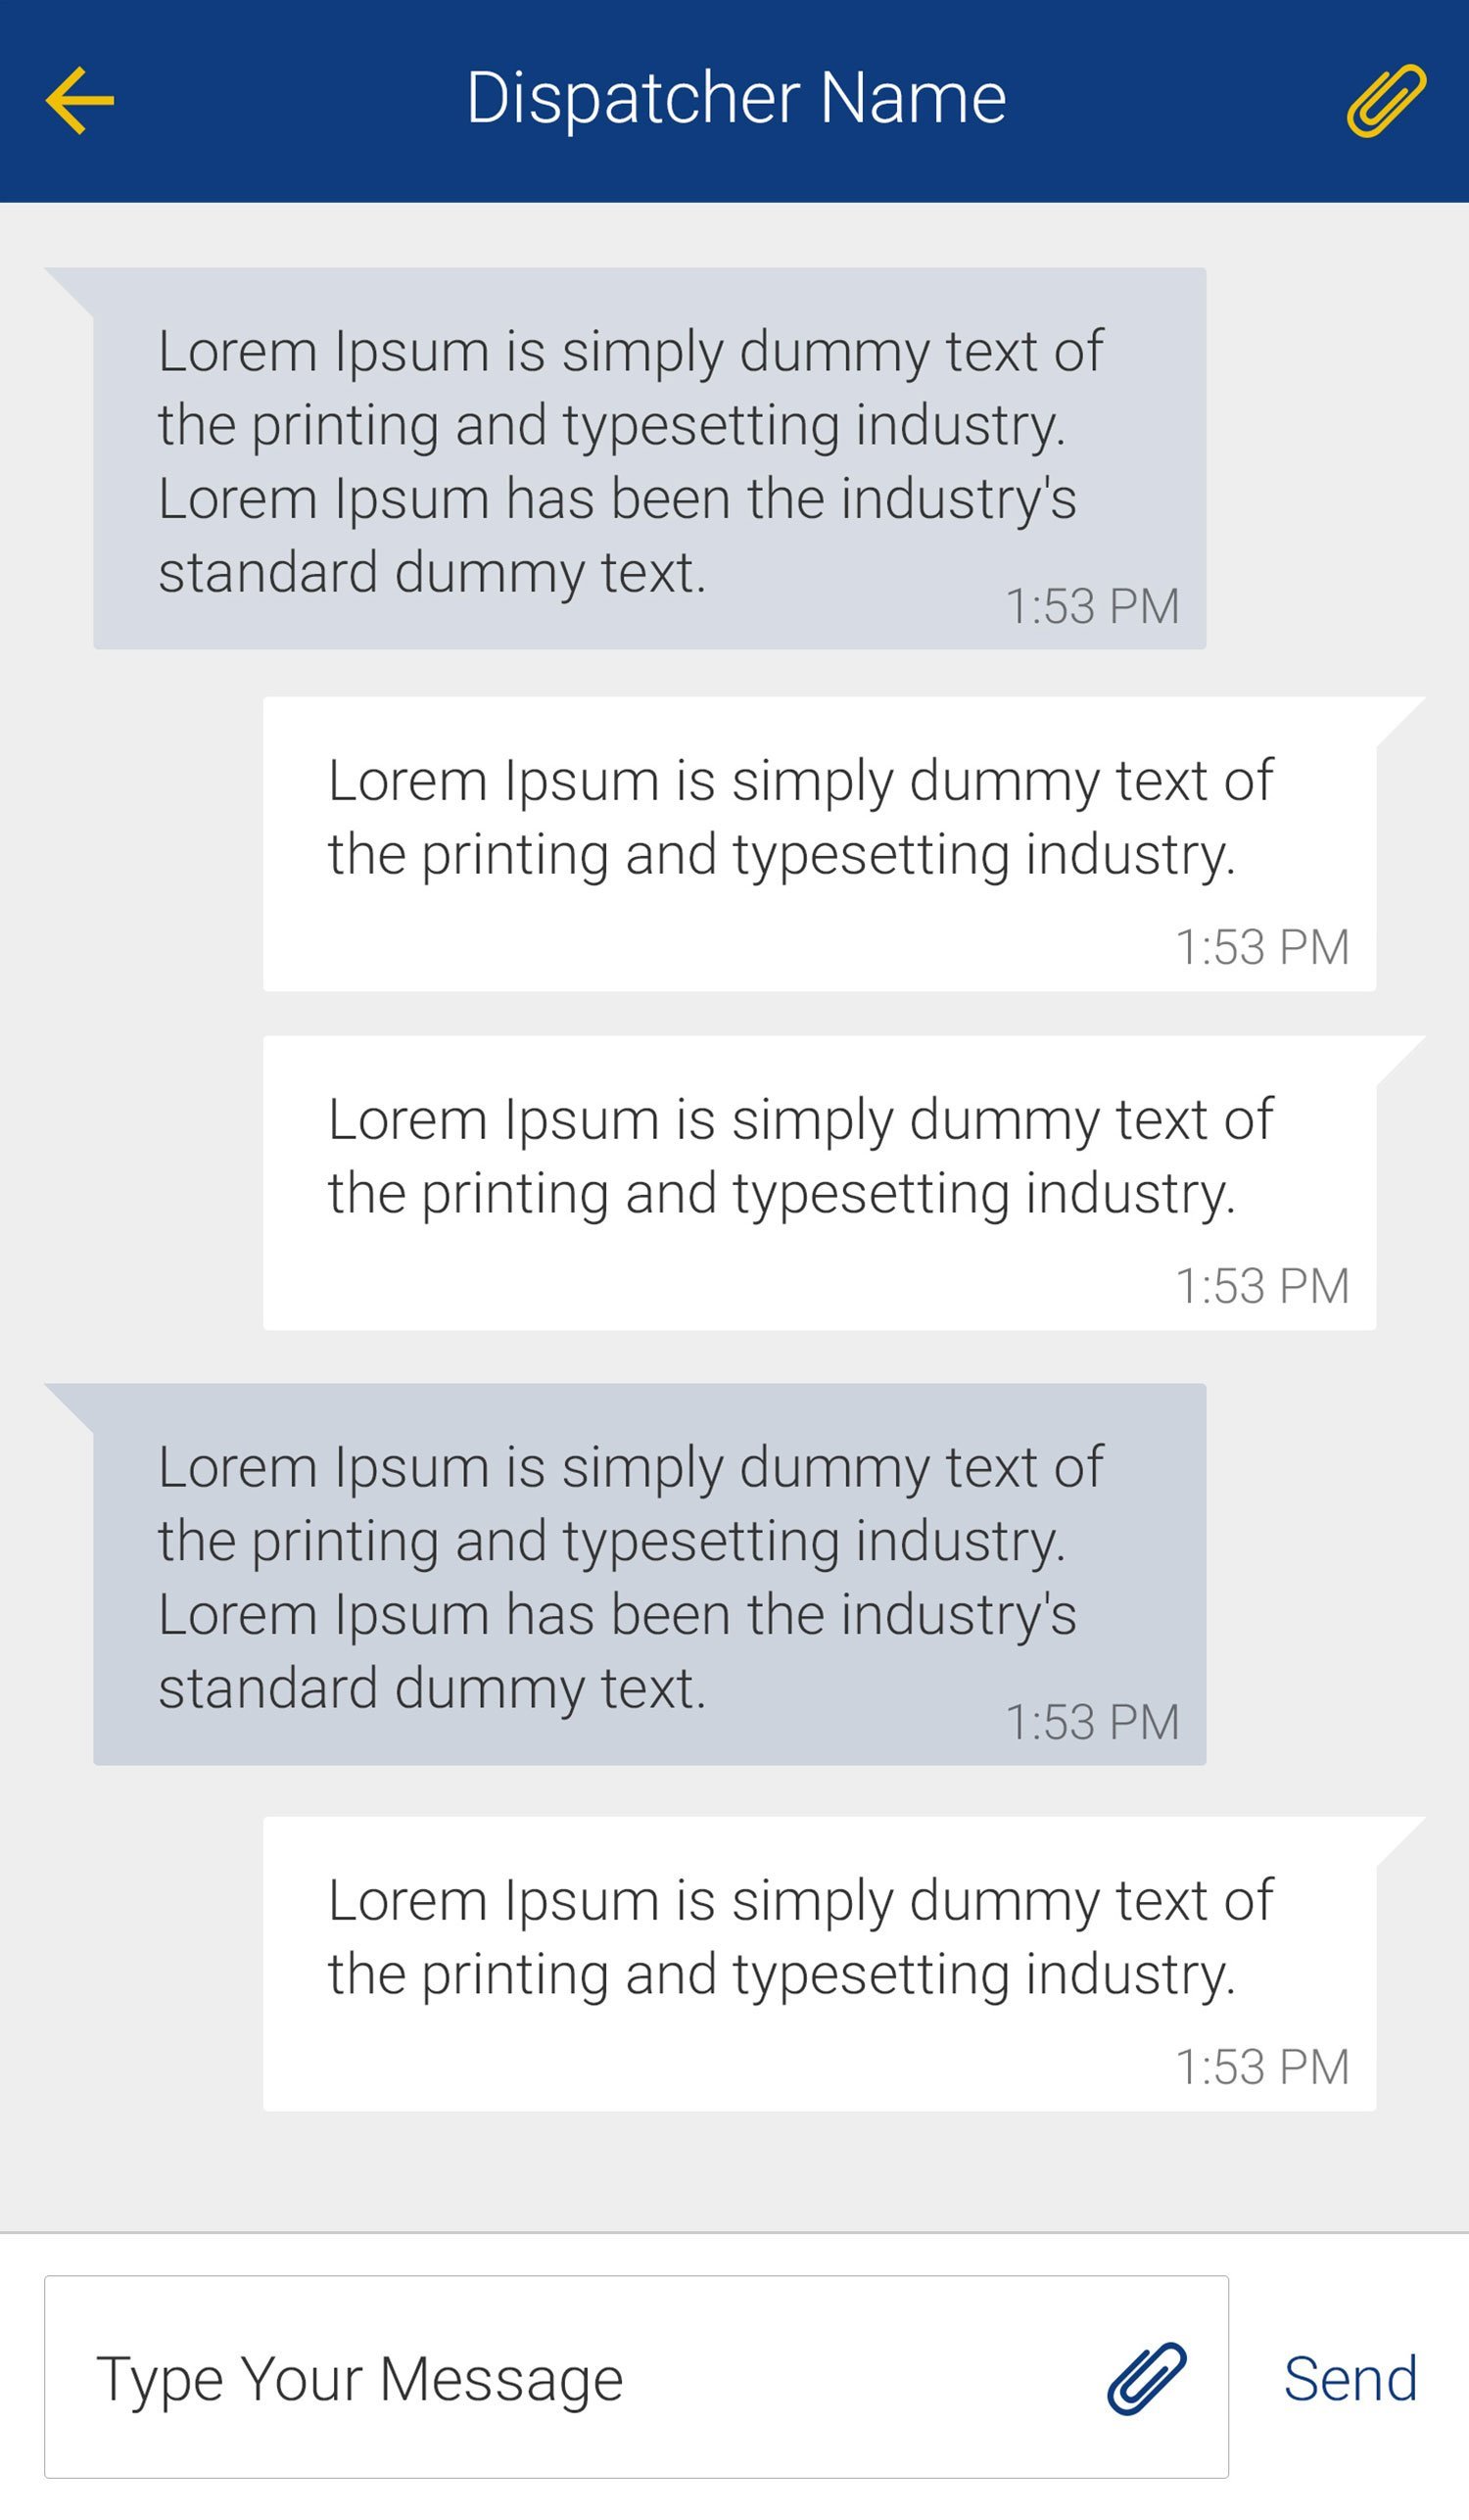 Dispatcher Name
Lorem Ipsum is simply dummy text of
the printing and typesetting industry.
Lorem Ipsum has been the industry's
standard dummy text.
1:53 PM
Lorem Ipsum is simply dummy text of
the printing and typesetting industry.
1:53 PM
Lorem Ipsum is simply dummy text of
the printing and typesetting industry.
1:53 PM
Lorem Ipsum is simply dummy text of
the printing and typesetting industry.
Lorem Ipsum has been the industry's
standard dummy text.
1:53 PM
Lorem Ipsum is simply dummy text of
the printing and typesetting industry.
1:53 PM
Type Your Message
Send